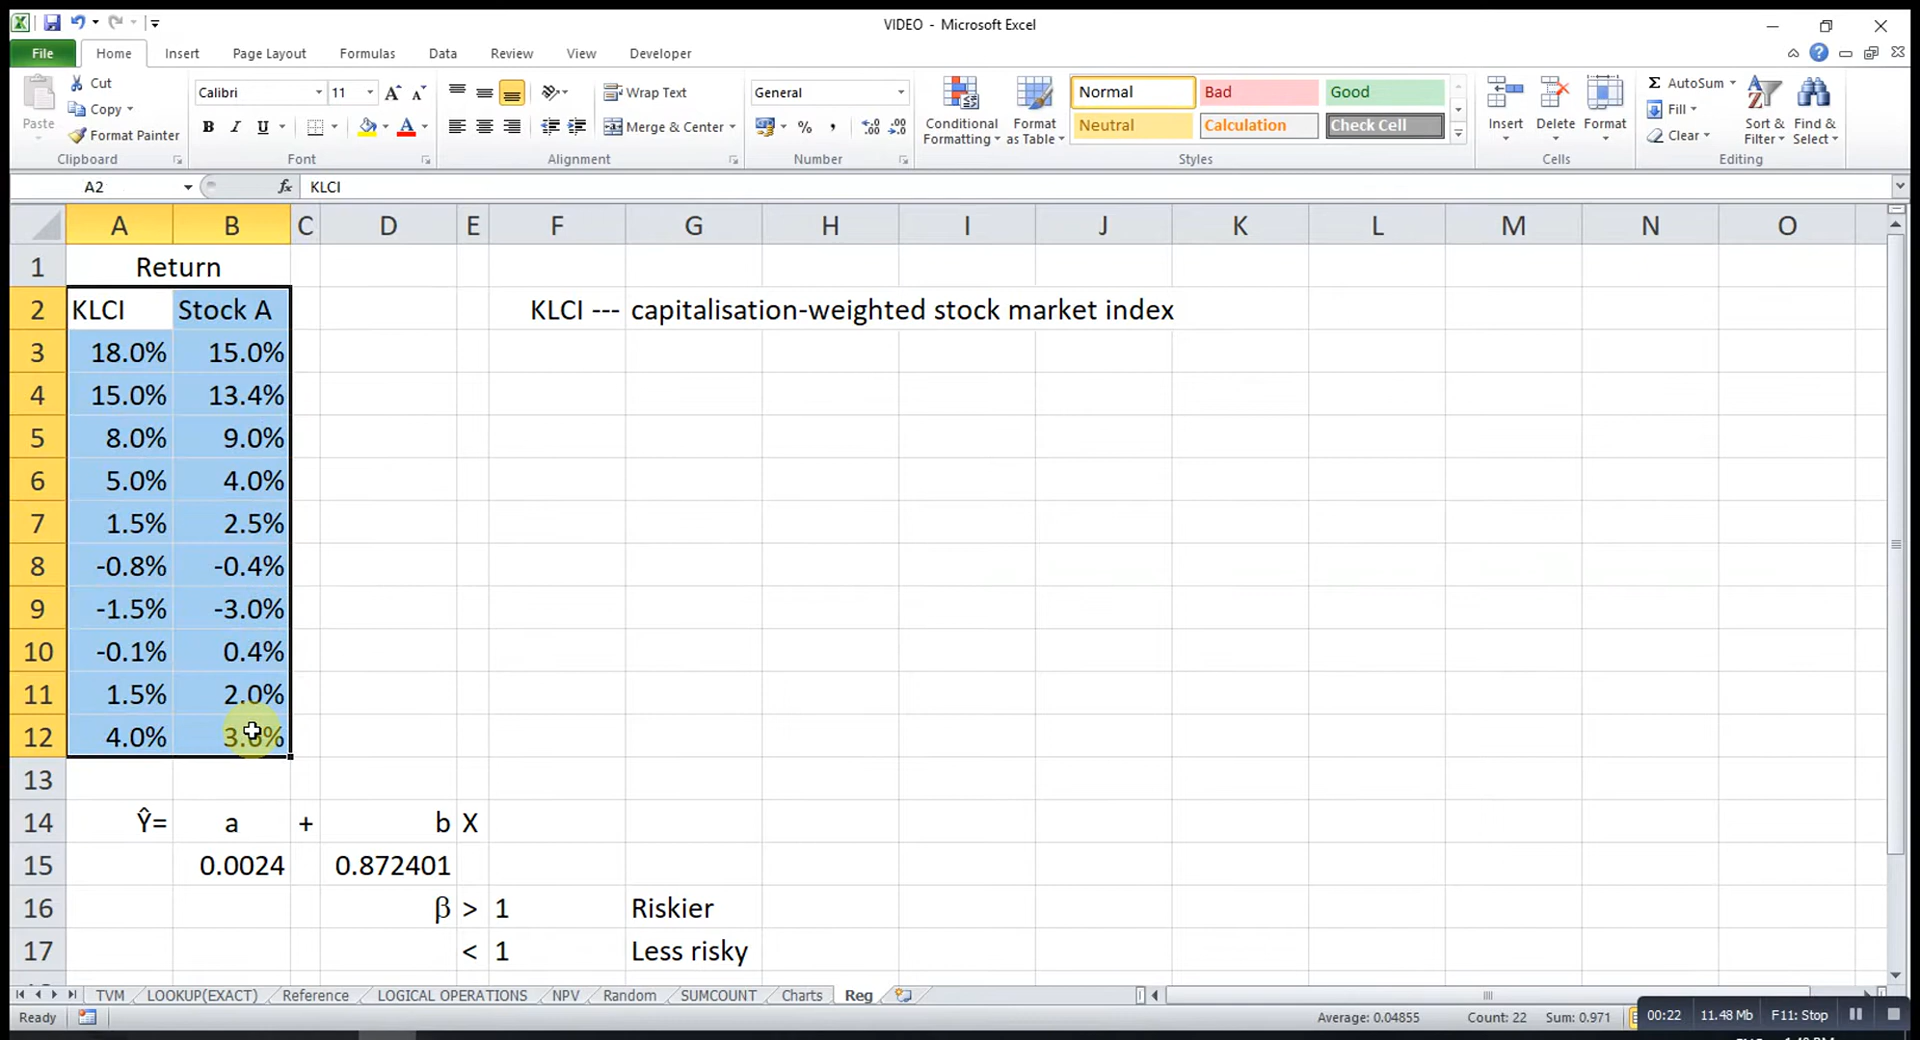 VIDEO - Microsoft Excel
File Home Insert Page Layout Formulas Data Review View Developer
Paste Cut Copy Format Painter
Clipboard
Calibri 11
B I U A
Font
Wrap Text
Merge & Center
Alignment
General
% ,
Number
Conditional Formatting
Format as Table
Normal Bad Good
Neutral Calculation Check Cell
Styles
Insert Delete Format
Cells
AutoSum
Fill
Clear
Sort & Filter
Find & Select
Editing
A2 fx KLCI
A B C D E F G H I J K L M N O
1 Return
2 KLCI Stock A KLCI --- capitalisation-weighted stock market index
3 18.0% 15.0%
4 15.0% 13.4%
5 8.0% 9.0%
6 5.0% 4.0%
7 1.5% 2.5%
8 -0.8% -0.4%
9 -1.5% -3.0%
10 -0.1% 0.4%
11 1.5% 2.0%
12 4.0%
13
14 Ŷ= a + b X
15 0.0024 0.872401
16 β > 1 Riskier
17 < 1 Less risky
TVM LOOKUP(EXACT) Reference LOGICAL OPERATIONS NPV Random SUMCOUNT Charts Reg
Ready Average: 0.04855 Count: 22 Sum: 0.971
00:22 11.48 Mb F11: Stop